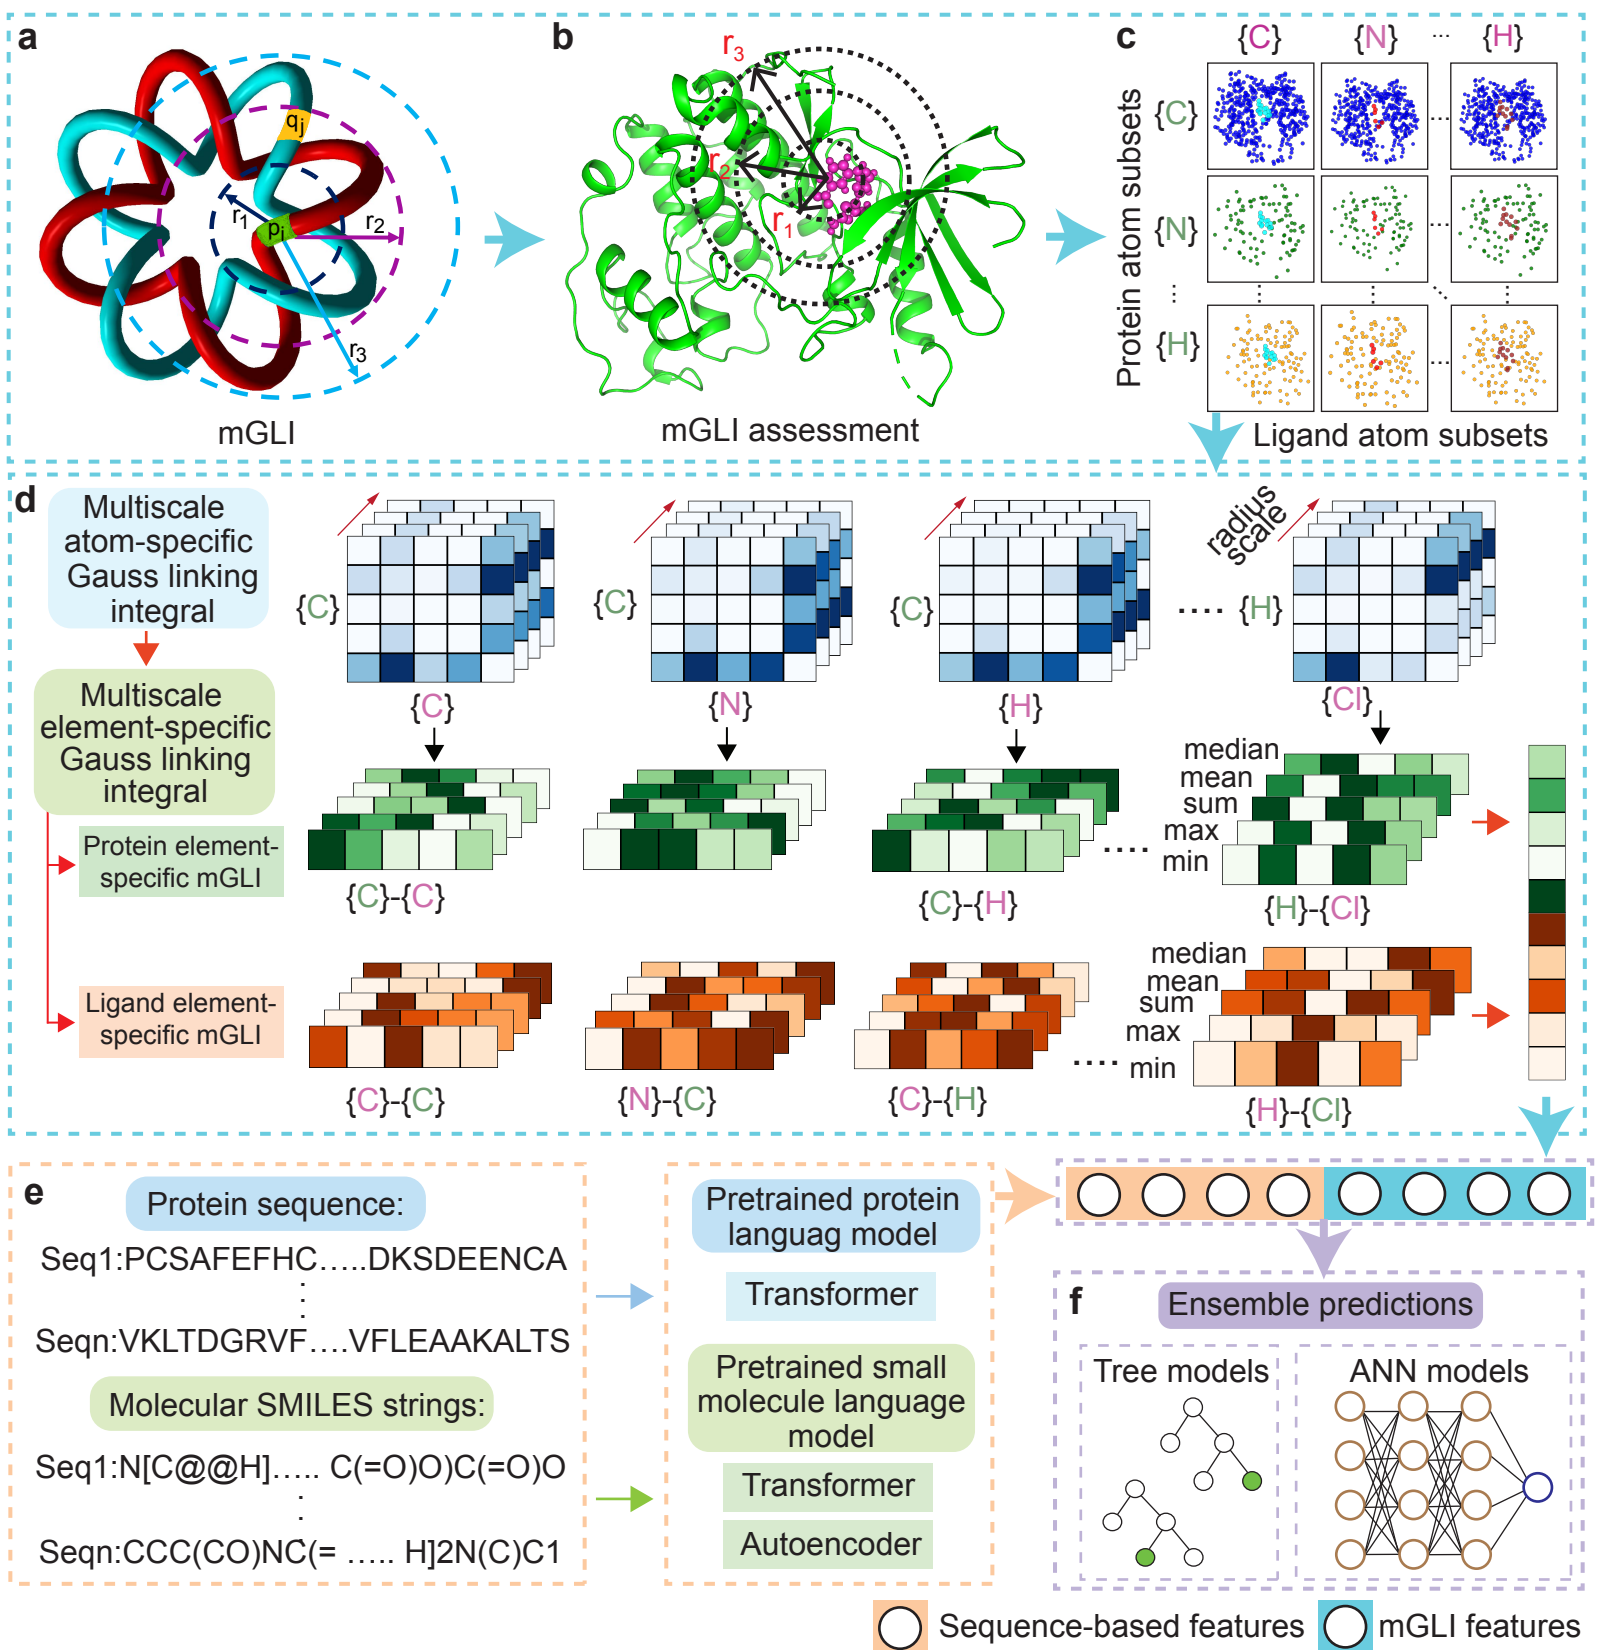 a
qj
r1
pi
r2
r3
mGLI
b
r3
r2
r1
mGLI assessment
c
{C} {N} ... {H}
Protein atom subsets
{C} ...
{N} ...
{H} ...
Ligand atom subsets
d
Multiscale
atom-specific
Gauss linking
integral
Multiscale
element-specific
Gauss linking
integral
Protein element-
specific mGLI
Ligand element-
specific mGLI
{C} {C} {C} .... {H}
radius
scale
{C} {N} {H} {Cl}
median
mean
sum
max
min
....
{C}-{C} {C}-{H} {H}-{Cl}
median
mean
sum
max
min
....
{C}-{C} {N}-{C} {C}-{H} {H}-{Cl}
e
Protein sequence:
Seq1:PCSAFEFHC.....DKSDEENCA
Seqn:VKLTDGRVF....VFLEAAKALTS
Molecular SMILES strings:
Seq1:N[C@@H]..... C(=O)O)C(=O)O
Seqn:CCC(CO)NC(= ..... H]2N(C)C1
Pretrained protein
languag model
Transformer
Pretrained small
molecule language
model
Transformer
Autoencoder
f
Ensemble predictions
Tree models
ANN models
Sequence-based features
mGLI features